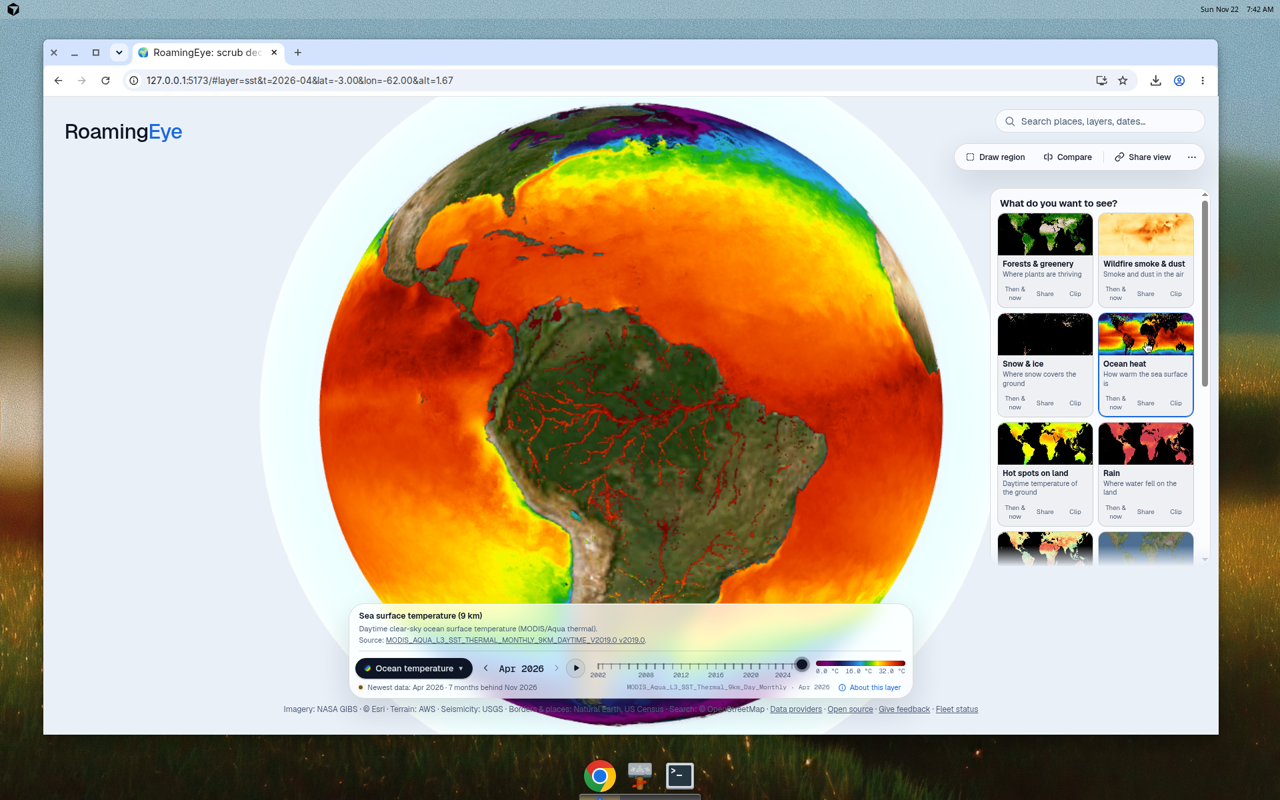 Sun Nov 22 7:42 AM
RoamingEye: scrub dec
127.0.0.1:5173/#layer=sst&t=2026-04&lat=-3.00&lon=-62.00&alt=1.67
RoamingEye
Search places, layers, dates...
Draw region Compare Share view
What do you want to see?
Forests & greenery
Where plants are thriving
Then & now Share Clip
Wildfire smoke & dust
Smoke and dust in the air
Then & now Share Clip
Snow & ice
Where snow covers the
ground
Then & now Share Clip
Ocean heat
How warm the sea surface
is
Then & now Share Clip
Hot spots on land
Daytime temperature of
the ground
Then & now Share Clip
Rain
Where water fell on the
land
Then & now Share Clip
Sea surface temperature (9 km)
Daytime clear-sky ocean surface temperature (MODIS/Aqua thermal).
Source: MODIS_AQUA_L3_SST_THERMAL_MONTHLY_9KM_DAYTIME_V2019.0 v2019.0.
Ocean temperature Apr 2026
2002 2008 2012 2016 2020 2024
0.0 °C 16.0 °C 32.0 °C
Newest data: Apr 2026 · 7 months behind Nov 2026
MODIS_Aqua_L3_SST_Thermal_9km_Day_Monthly · Apr 2026 About this layer
Imagery: NASA GIBS · © Esri · Terrain: AWS · Seismicity: USGS · Borders & places: Natural Earth, US Census · Search: © OpenStreetMap · Data providers · Open source · Give feedback · Fleet status